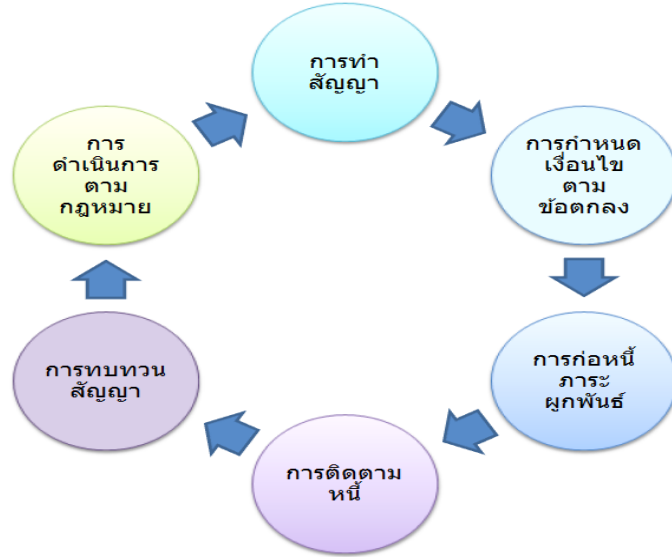 การทำ
สัญญา
การกำหนด
เงื่อนไข
ตาม
ข้อตกลง
การก่อหนี้
ภาระ
ผูกพันธ์
การติดตาม
หนี้
การทบทวน
สัญญา
การ
ดำเนินการ
ตาม
กฎหมาย